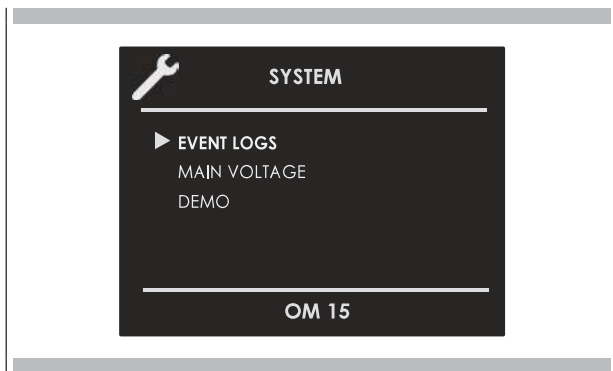 SYSTEM
EVENT LOGS
MAIN VOLTAGE
DEMO
OM 15